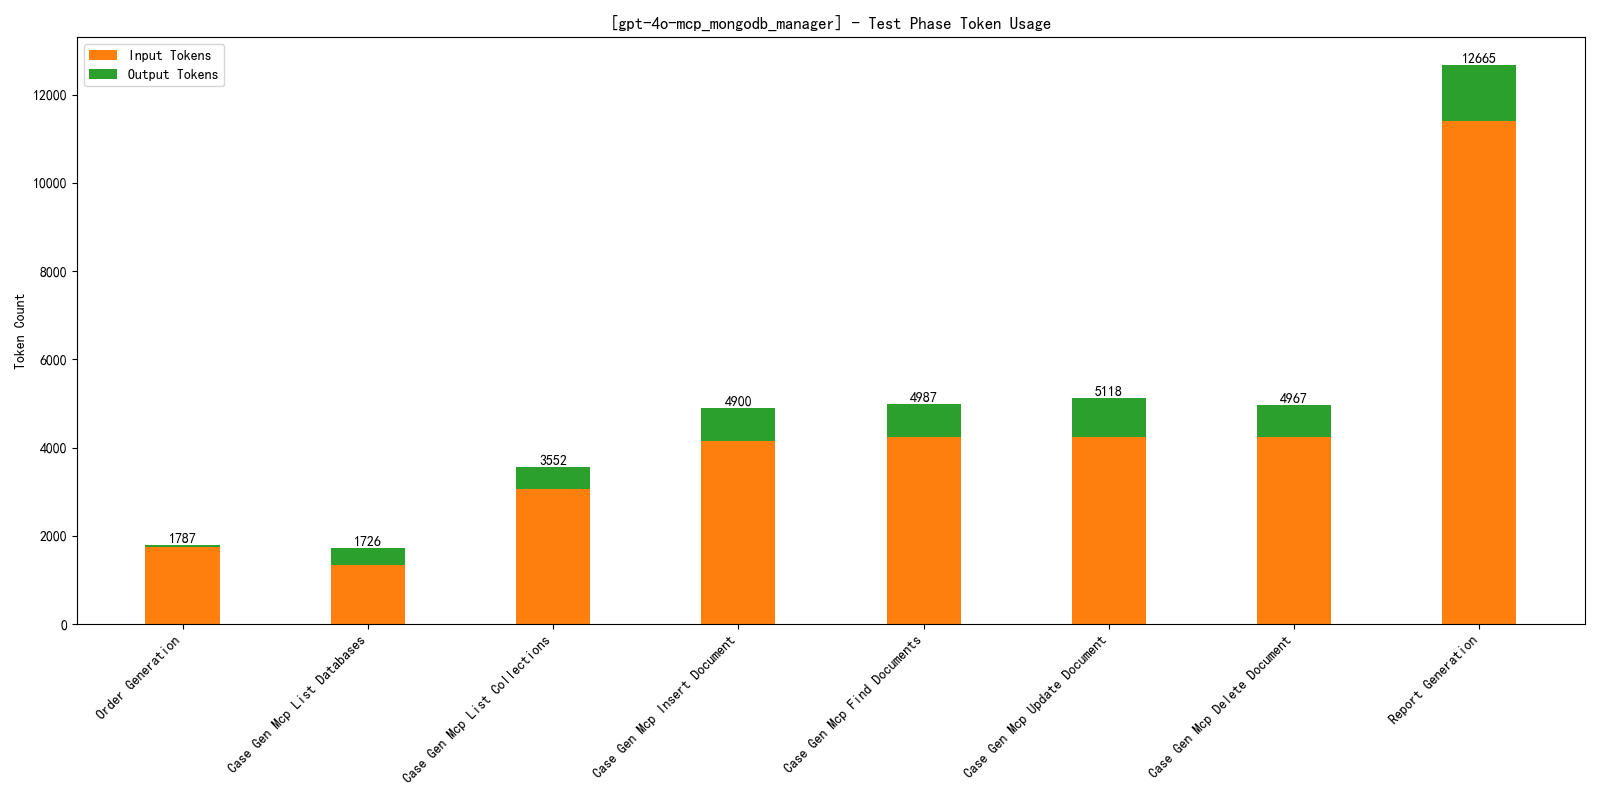 [gpt-4o-mcp_mongodb_manager] - Test Phase Token Usage
Input Tokens
Output Tokens
Token Count
12000
10000
8000
6000
4000
2000
0
1787
1726
3552
4900
4987
5118
4967
12665
Order Generation
Case Gen Mcp List Databases
Case Gen Mcp List Collections
Case Gen Mcp Insert Document
Case Gen Mcp Find Documents
Case Gen Mcp Update Document
Case Gen Mcp Delete Document
Report Generation